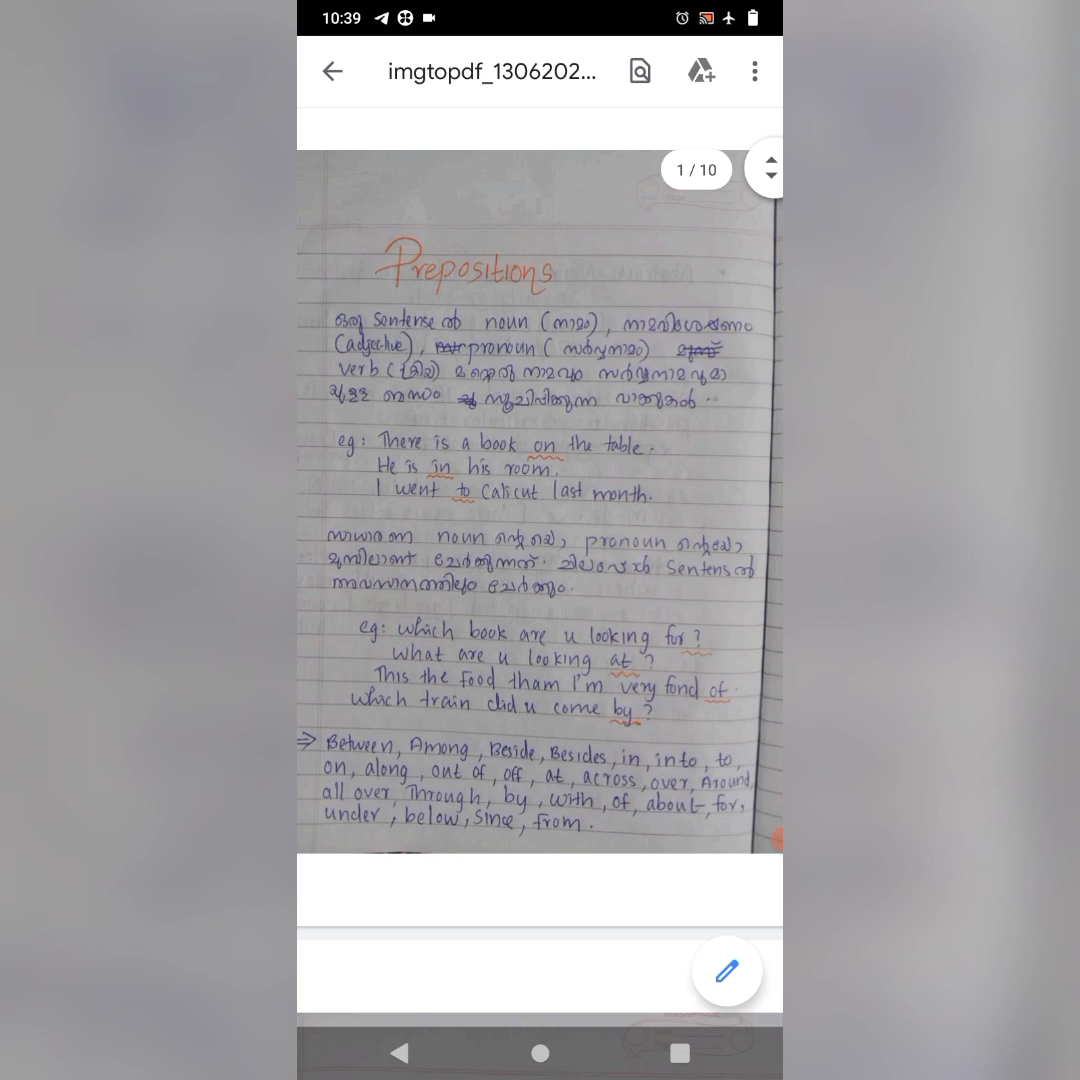 10:39
imgtopdf_1306202...
1 / 10
Prepositions
ഒരു sentense ൽ noun (നാമം), നാമവിശേഷണം
(adjective), pronoun ( സർവ്വനാമം)
verb (ക്രിയ) മറ്റൊരു നാമവും സർവ്വനാമവുമാ
യുള്ള ബന്ധം സൂചിപ്പിക്കുന്ന വാക്കുകൾ ..
eg: There is a book on the table.
He is in his room.
I went to Calicut last month.
സാധാരണ noun ന്റെയോ, pronoun ന്റെയോ
മുമ്പിലാണ് ചേർക്കുന്നത്. ചിലപ്പോൾ Sentensൽ
അവസാനത്തിലും ചേർക്കും.
eg: which book are u looking for ?
what are u looking at ?
This the food tham I'm very fond of.
which train did u come by ?
⇒ Between, Among, Beside, Besides, in, into, to,
on, along, out of, off, at, across, over, Around,
all over, Through, by, with, of, about, for,
under, below, since, from.